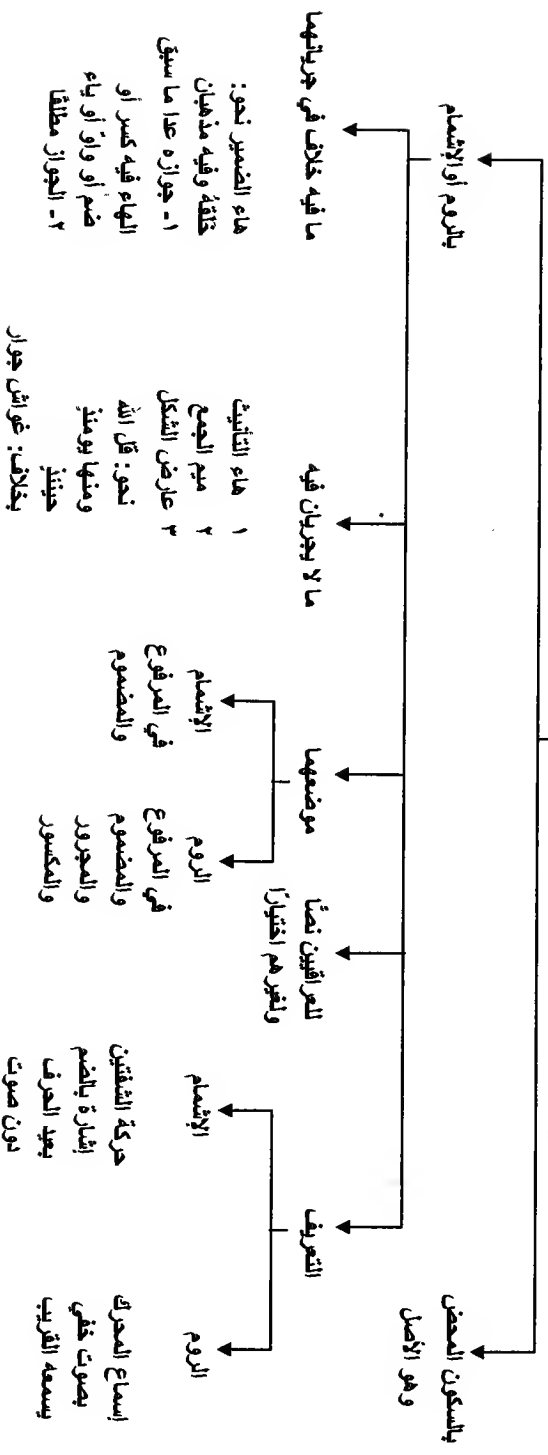 بالسكون المحض
وهو الأصل
بالروم أو الإشمام
التعريف
الروم
إسماع المحرك
بصوت خفي
يسمعه القريب
الإشمام
حركة الشفتين
إشارة بالضم
بعيد الحرف
دون صوت
للعراقيين نصًا
ولغيرهم اختيارًا
موضعهما
الروم
في المرفوع
والمضموم
والمجرور
والمكسور
الإشمام
في المرفوع
والمضموم
ما لا يجريان فيه
١ هاء التأنيث
٢ ميم الجمع
٣ عارض الشكل
نحو: قل الله
ومنها يومئذٍ
حينئذٍ
بخلاف: غواش جوار
ما فيه خلاف في جريانهما
هاء الضمير نحو:
خلقهُ وفيه مذهبان
١- جوازه عدا ما سبق
الهاء فيه كسر أو
ضم أو واوٌ أو ياء
٢- الجواز مطلقًا